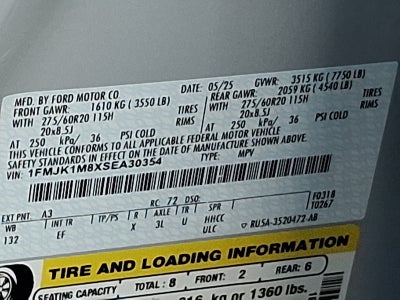 MFD. BY FORD MOTOR CO.
DATE: 05/25 GVWR: 3515 KG (7750 LB)
FRONT GAWR: 1610 KG (3550 LB) REAR GAWR: 2059 KG (4540 LB)
WITH 275/60R20 115H TIRES WITH 275/60R20 115H TIRES
20x8.5J RIMS 20x8.5J RIMS
AT 250 kPa/ 36 PSI COLD AT 250 kPa/ 36 PSI COLD
THIS VEHICLE CONFORMS TO ALL APPLICABLE FEDERAL MOTOR VEHICLE
SAFETY STANDARDS IN EFFECT ON THE DATE OF MANUFACTURE SHOWN ABOVE.
VIN: 1FMJK1M8XSEA30354 TYPE: MPV
F0318
T0267
EXT PNT: A3 RC: 72 DSO:
WB INT TR TP/PS R AXLE TR SPR
132 EF X 3L U HHCC
ULC RU5A-3520472-AB
TIRE AND LOADING INFORMATION
SEATING CAPACITY TOTAL: 8 FRONT: 2 REAR: 6
kg or 1360 lbs.